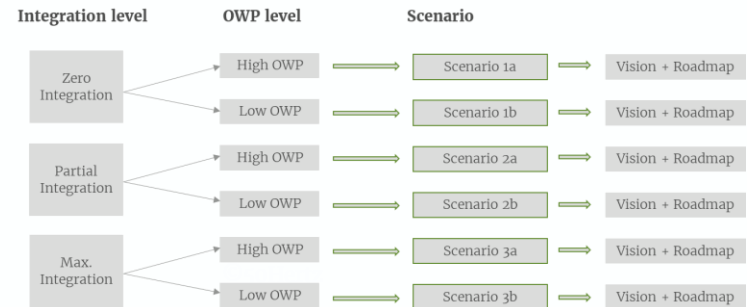 Integration level OWP level Scenario
Zero
Integration
High OWP Scenario 1a Vision + Roadmap
Low OWP Scenario 1b Vision + Roadmap
Partial
Integration
High OWP Scenario 2a Vision + Roadmap
Low OWP Scenario 2b Vision + Roadmap
Max.
Integration
High OWP Scenario 3a Vision + Roadmap
Low OWP Scenario 3b Vision + Roadmap